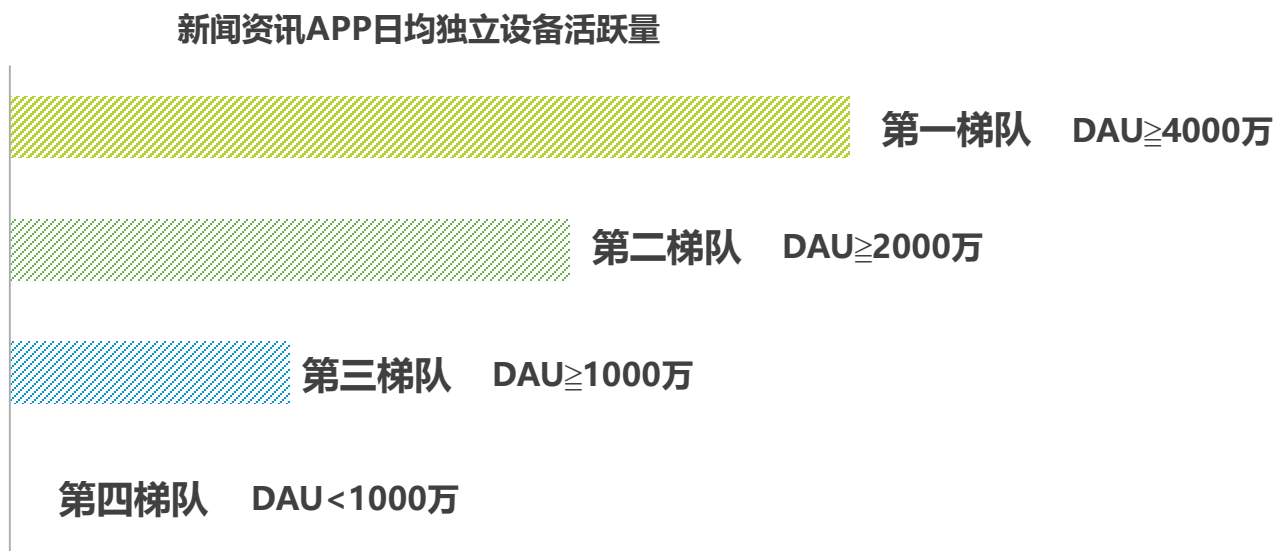 新闻资讯APP日均独立设备活跃量
第一梯队 DAU≧4000万
第二梯队 DAU≧2000万
第三梯队 DAU≧1000万
第四梯队 DAU<1000万